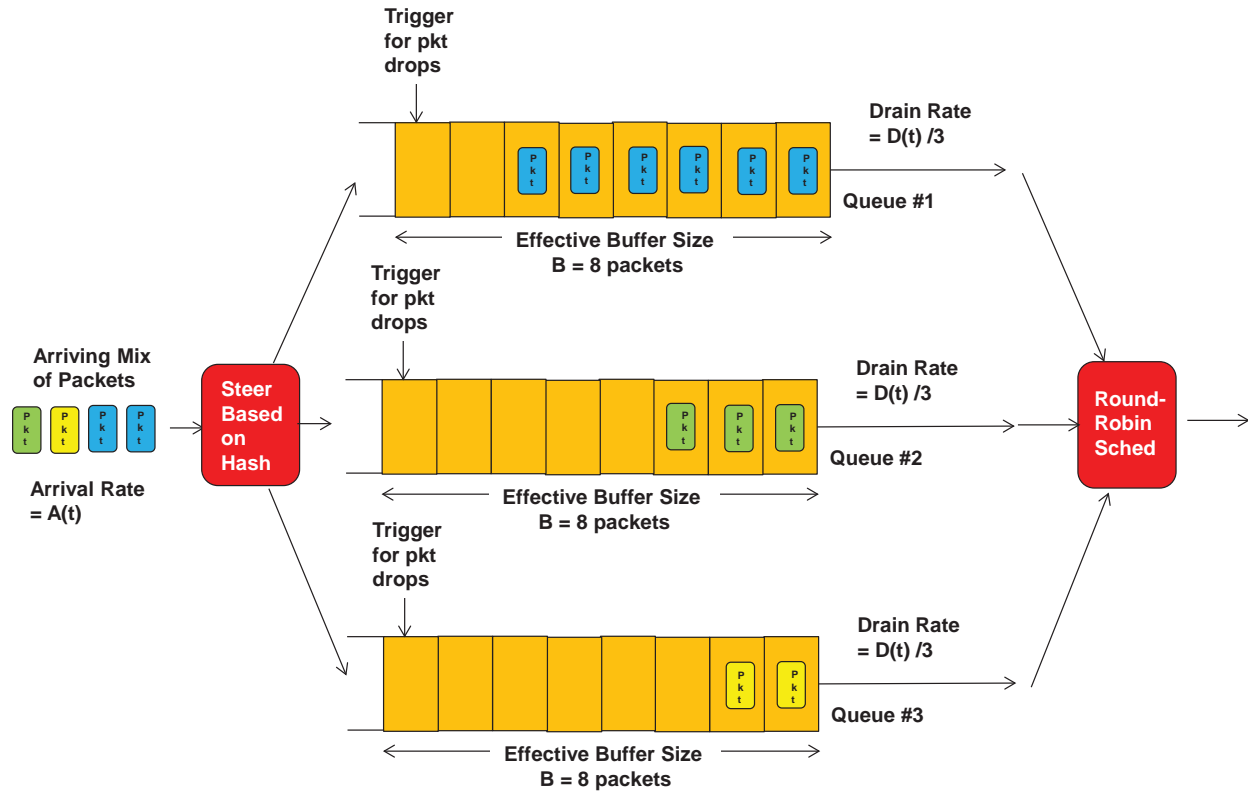 Trigger
for pkt
drops
Drain Rate
= D(t) /3
P
k
t
P
k
t
P
k
t
P
k
t
P
k
t
P
k
t
Queue #1
Effective Buffer Size
B = 8 packets
Trigger
for pkt
drops
Arriving Mix
of Packets
P
k
t
P
k
t
P
k
t
P
k
t
Arrival Rate
= A(t)
Steer
Based
on
Hash
Drain Rate
= D(t)/3
P
k
t
P
k
t
P
k
t
Queue #2
Round-
Robin
Sched
Effective Buffer Size
B = 8 packets
Trigger
for pkt
drops
Drain Rate
= D(t)/3
P
k
t
P
k
t
Queue #3
Effective Buffer Size
B = 8 packets